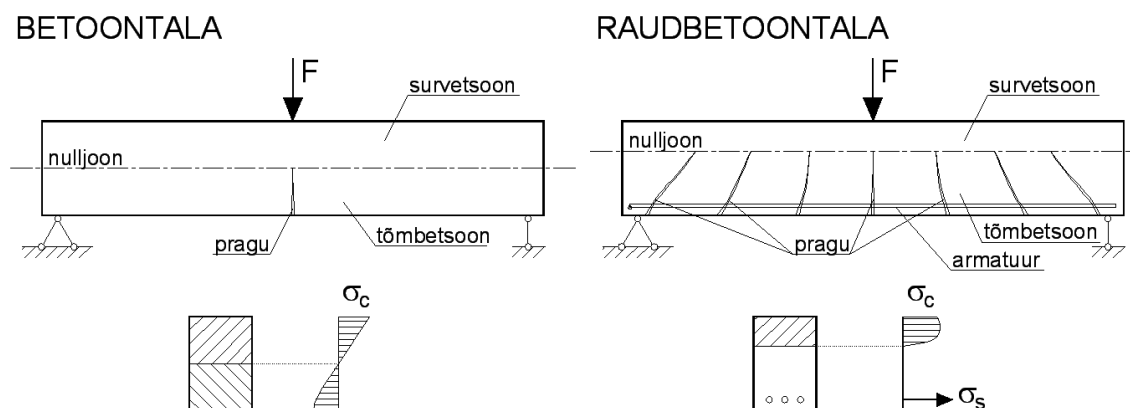 BETOONTALA
F
survetsoon
nulljoon
pragu
tõmbetsoon
σc
RAUDBETOONTALA
F
survetsoon
nulljoon
pragu
tõmbetsoon
armatuur
σc
σs